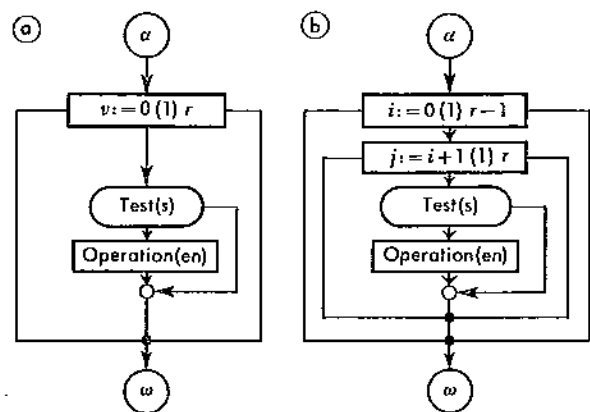 a
α
v:=0(1) r
Test(s)
Operation(en)
ω
b
α
i:=0(1) r−1
j:=i+1(1) r
Test(s)
Operation(en)
ω